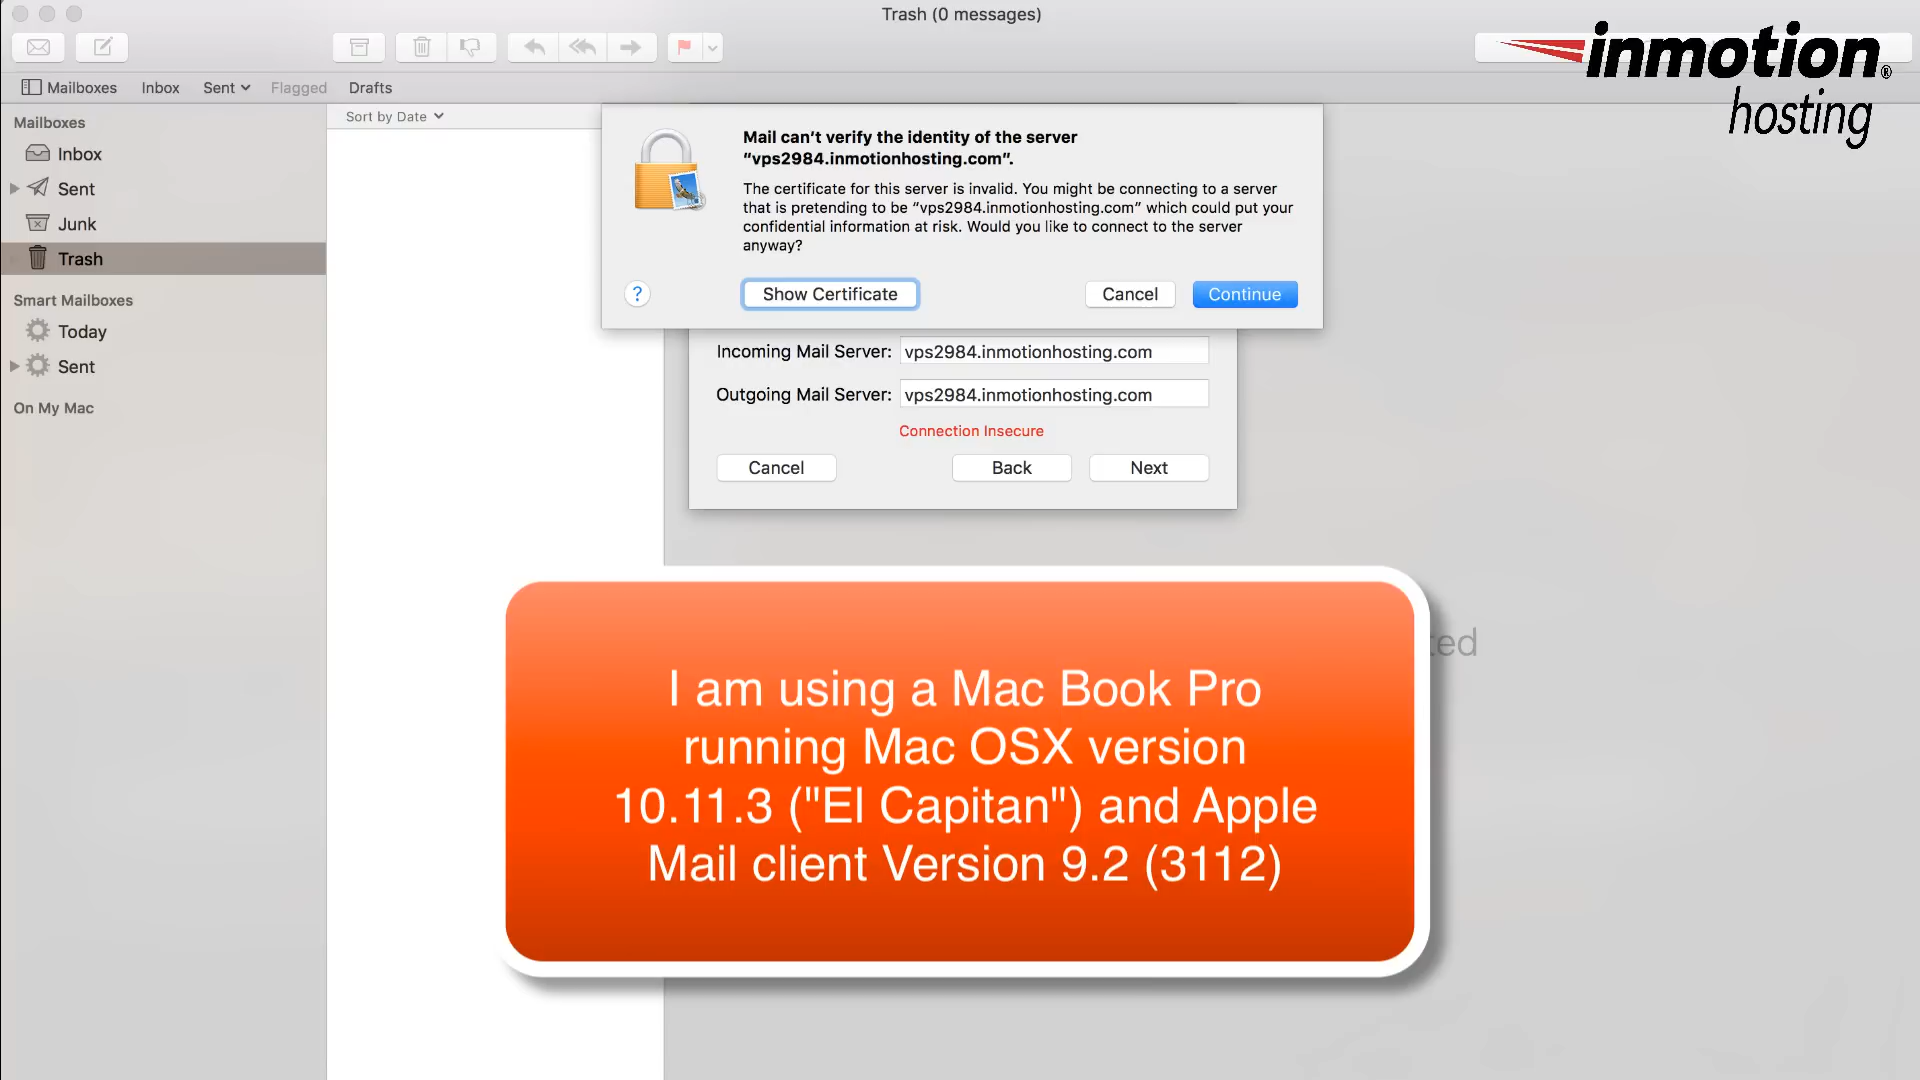 Trash (0 messages)
inmotion®
hosting
Mailboxes Inbox Sent Flagged Drafts
Mailboxes
Inbox
Sent
Junk
Trash
Smart Mailboxes
Today
Sent
On My Mac
Sort by Date
Mail can’t verify the identity of the server
“vps2984.inmotionhosting.com”.
The certificate for this server is invalid. You might be connecting to a server
that is pretending to be “vps2984.inmotionhosting.com” which could put your
confidential information at risk. Would you like to connect to the server
anyway?
? Show Certificate Cancel Continue
Incoming Mail Server: vps2984.inmotionhosting.com
Outgoing Mail Server: vps2984.inmotionhosting.com
Connection Insecure
Cancel Back Next
I am using a Mac Book Pro
running Mac OSX version
10.11.3 ("El Capitan") and Apple
Mail client Version 9.2 (3112)